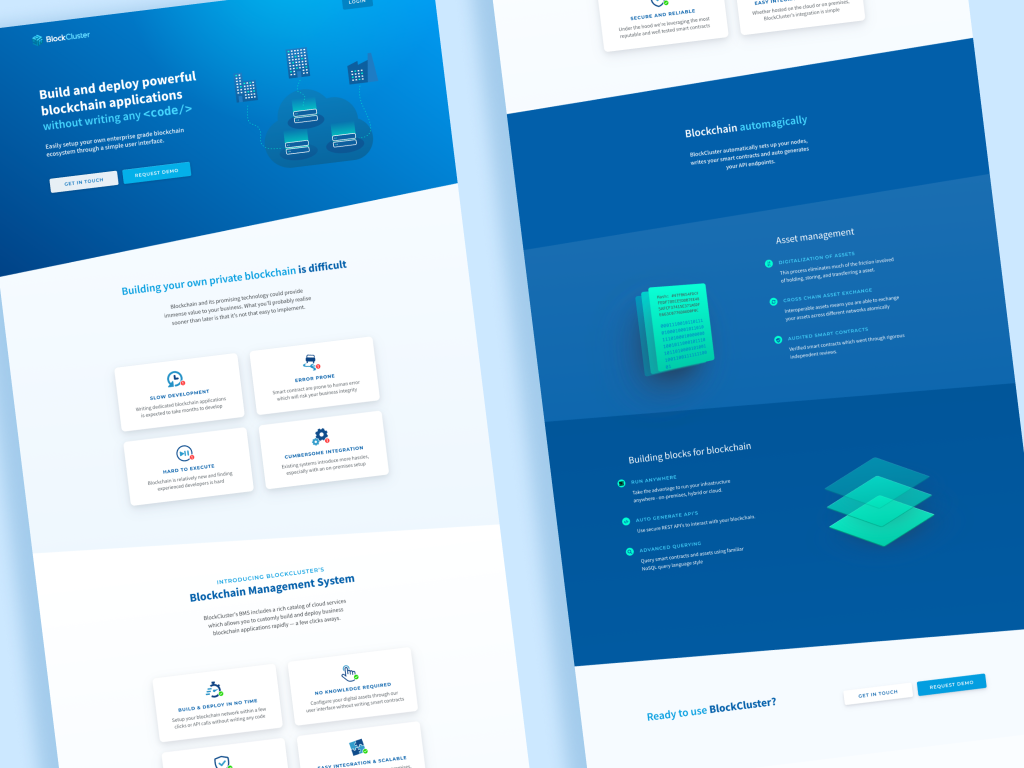 LOGIN
BlockCluster
Build and deploy powerful
blockchain applications
without writing any <code/>
Easily setup your own enterprise grade blockchain
ecosystem through a simple user interface.
GET IN TOUCH
REQUEST DEMO
Building your own private blockchain is difficult
Blockchain and its promising technology could provide
immense value to your business. What you'll probably realise
sooner than later is that it's not that easy to implement.
SLOW DEVELOPMENT
Writing dedicated blockchain applications
is expected to take months to develop
ERROR PRONE
Smart contract are prone to human error
which will risk your business integrity
HARD TO EXECUTE
Blockchain is relatively new and finding
experienced developers is hard
CUMBERSOME INTEGRATION
Existing systems introduce more hassles,
especially with an on-premises setup
INTRODUCING BLOCKCLUSTER'S
Blockchain Management System
BlockCluster's BMS includes a rich catalog of cloud services
which allows you to customly build and deploy business
blockchain applications rapidly — a few clicks aways.
BUILD & DEPLOY IN NO TIME
Setup your blockchain network within a few
clicks or API calls without writing any code
NO KNOWLEDGE REQUIRED
Configure your digital assets through our
user interface without writing smart contracts
EASY INTEGRATION & SCALABLE
SECURE AND RELIABLE
Under the hood we're leveraging the most
reputable and well tested smart contracts
Whether hosted on the cloud or on premises,
BlockCluster's integration is simple
Blockchain automagically
BlockCluster automatically sets up your nodes,
writes your smart contracts and auto generates
your API endpoints.
Asset management
DIGITALIZATION OF ASSETS
This process eliminates much of the friction involved
of holding, storing, and transferring a asset.
CROSS CHAIN ASSET EXCHANGE
Interoperable assets means you are able to exchange
your assets across different networks atomically
AUDITED SMART CONTRACTS
Verified smart contracts which went through rigorous
independent reviews.
Building blocks for blockchain
RUN ANYWHERE
Take the advantage to run your infrastructure
anywhere - on-premises, hybrid or cloud.
AUTO GENERATE API'S
Use secure REST API's to interact with your blockchain.
ADVANCED QUERYING
Query smart contracts and assets using familiar
NoSQL query language style
Ready to use BlockCluster?
GET IN TOUCH
REQUEST DEMO